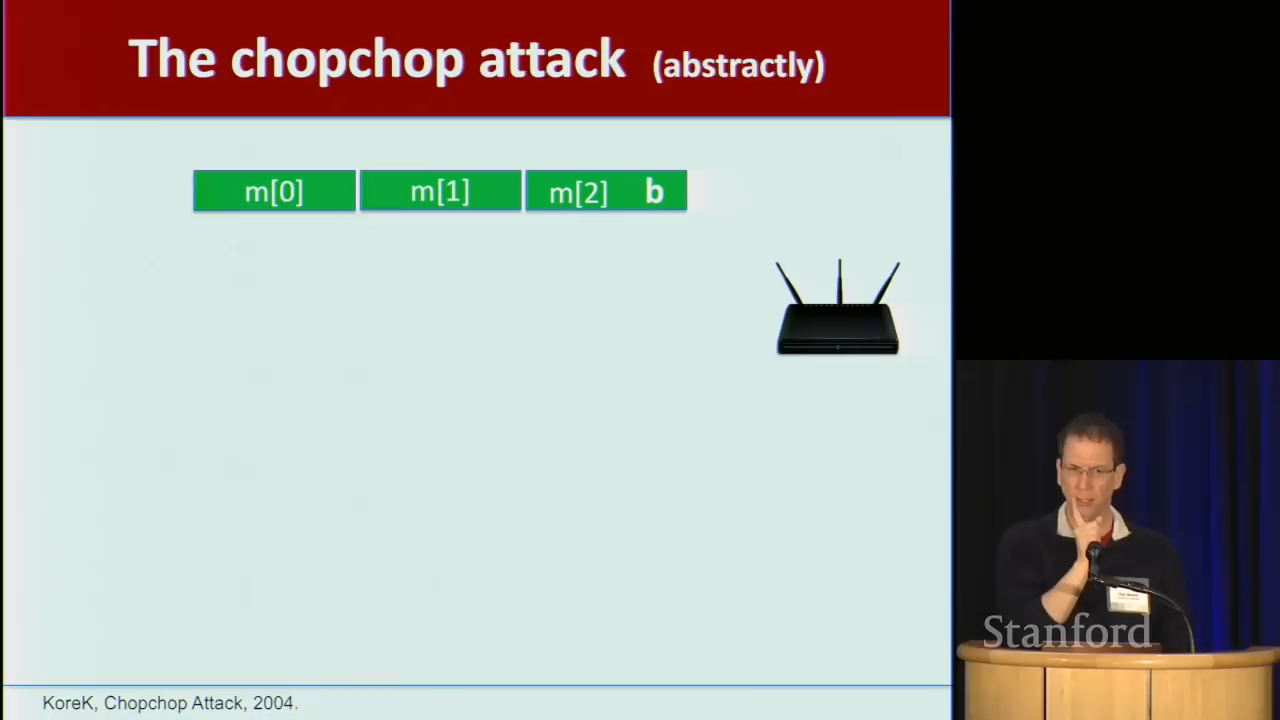 The chopchop attack (abstractly)
m[0] m[1] m[2] b
Stanford
KoreK, Chopchop Attack, 2004.